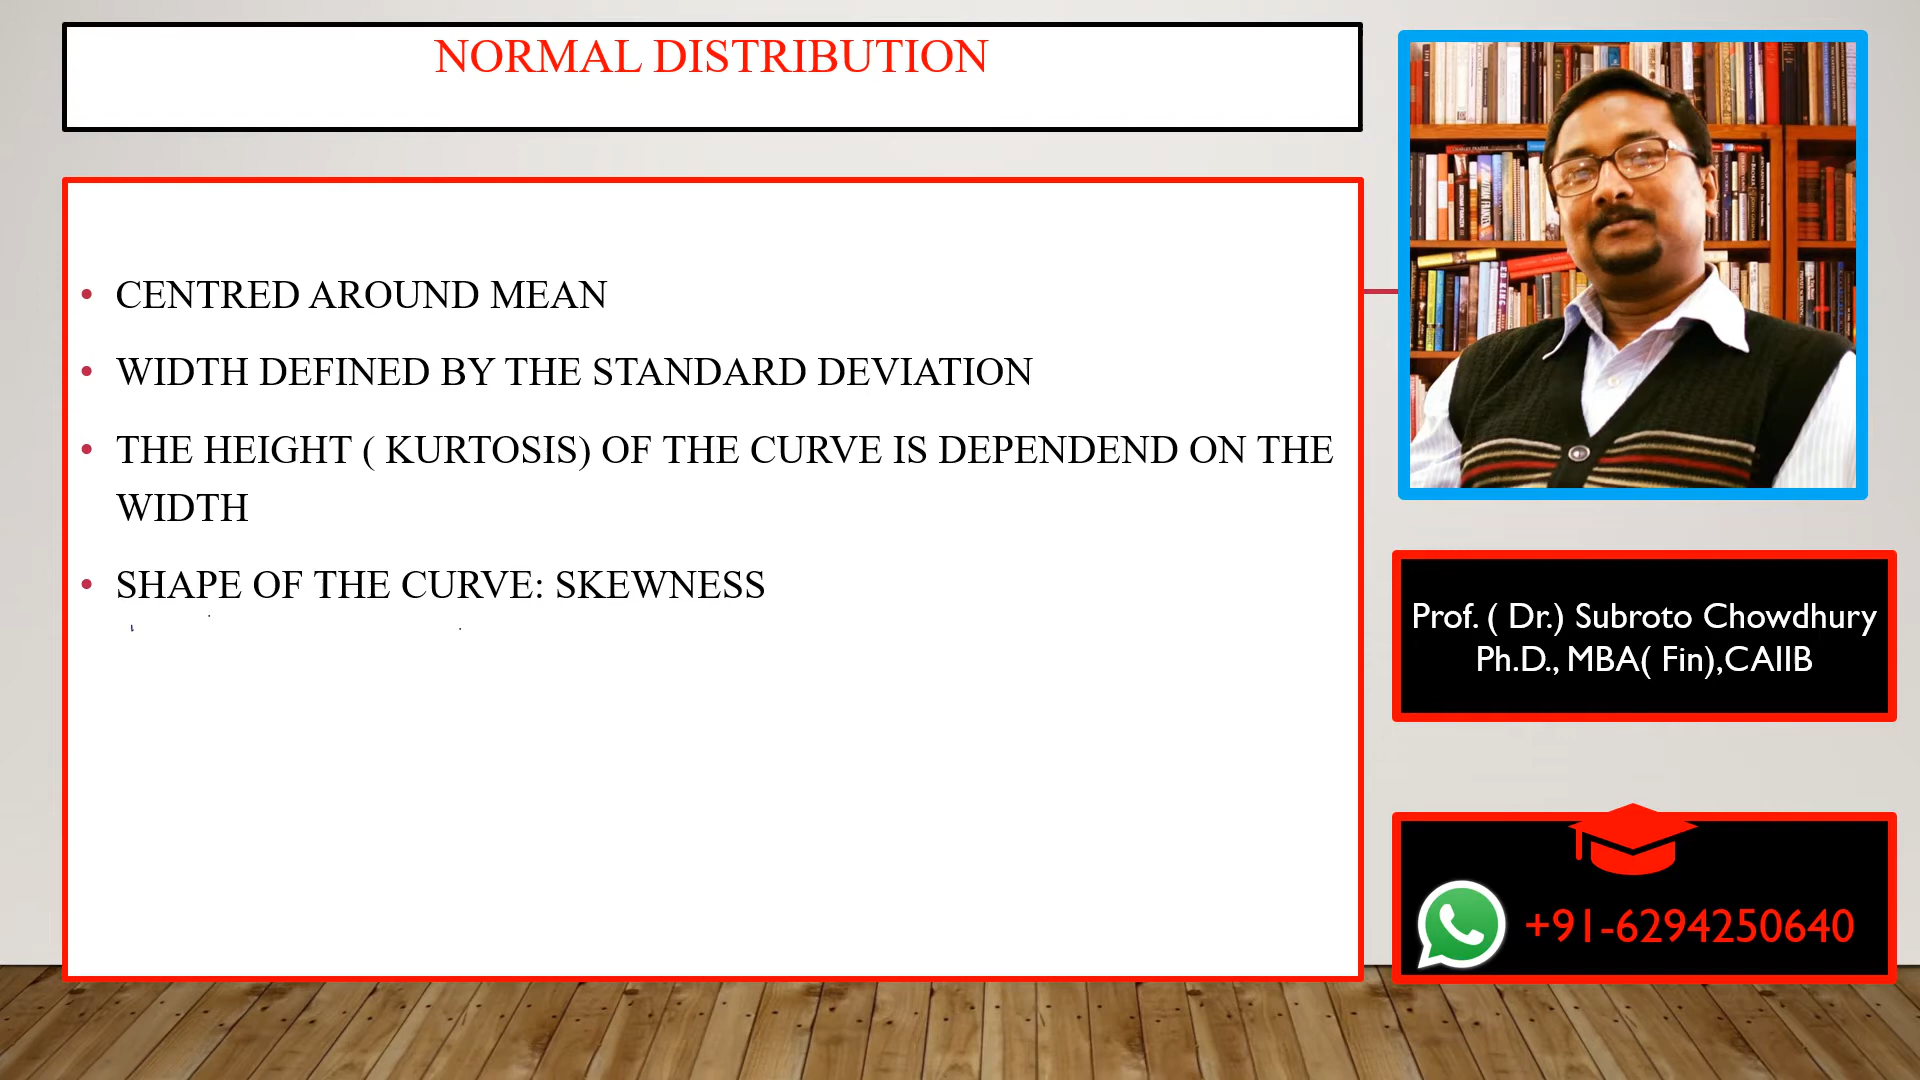 NORMAL DISTRIBUTION
• CENTRED AROUND MEAN
• WIDTH DEFINED BY THE STANDARD DEVIATION
• THE HEIGHT ( KURTOSIS) OF THE CURVE IS DEPENDEND ON THE
WIDTH
• SHAPE OF THE CURVE: SKEWNESS
Prof. ( Dr.) Subroto Chowdhury
Ph.D., MBA( Fin),CAIIB
+91-6294250640